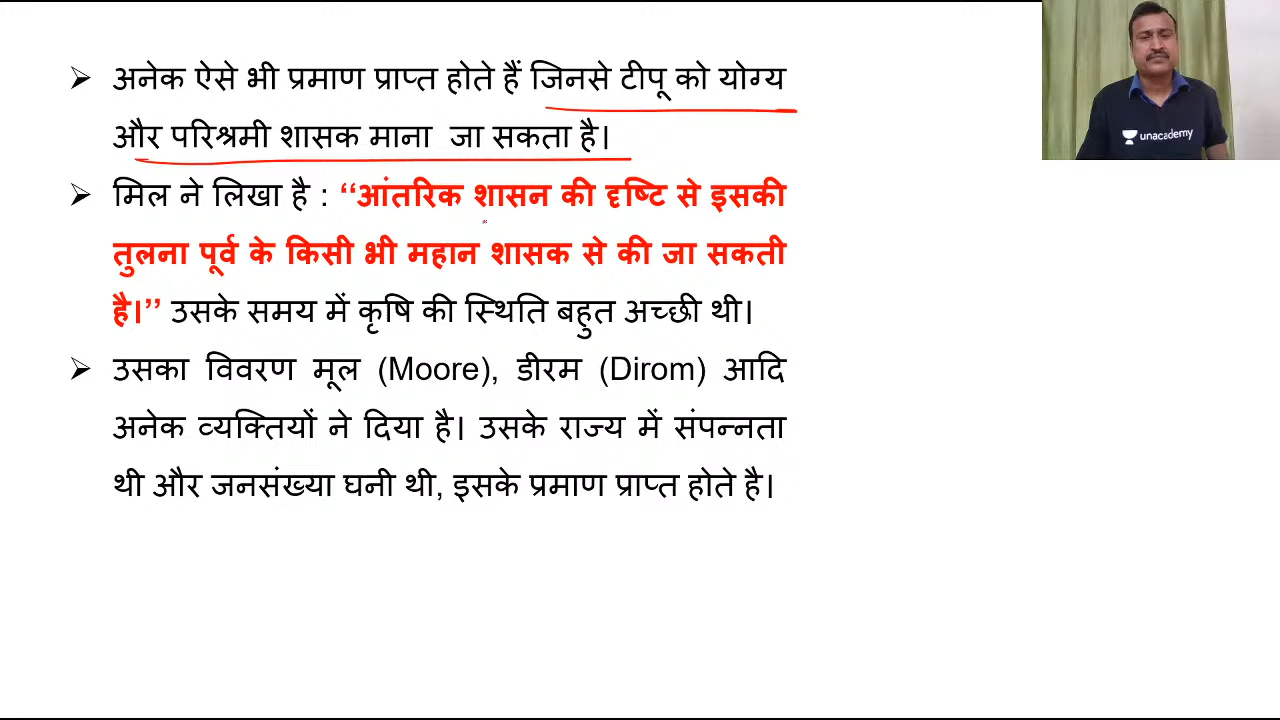 ➢ अनेक ऐसे भी प्रमाण प्राप्त होते हैं जिनसे टीपू को योग्य
और परिश्रमी शासक माना जा सकता है।
➢ मिल ने लिखा है : “आंतरिक शासन की दृष्टि से इसकी
तुलना पूर्व के किसी भी महान शासक से की जा सकती
है।” उसके समय में कृषि की स्थिति बहुत अच्छी थी।
➢ उसका विवरण मूल (Moore), डीरम (Dirom) आदि
अनेक व्यक्तियों ने दिया है। उसके राज्य में संपन्नता
थी और जनसंख्या घनी थी, इसके प्रमाण प्राप्त होते है।
unacademy